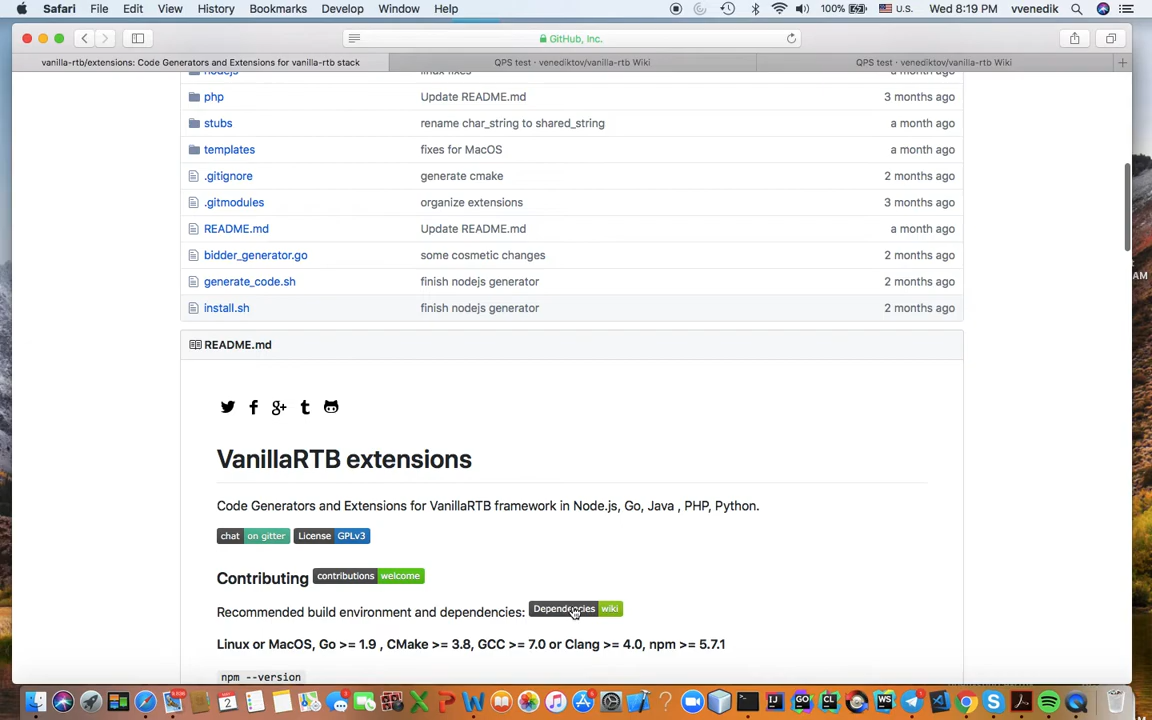 Safari File Edit View History Bookmarks Develop Window Help 100% U.S. Wed 8:19 PM vvenedik
GitHub, Inc.
vanilla-rtb/extensions: Code Generators and Extensions for vanilla-rtb stack
QPS test · venediktov/vanilla-rtb Wiki
QPS test · venediktov/vanilla-rtb Wiki
nodejs linux fixes a month ago
php Update README.md 3 months ago
stubs rename char_string to shared_string a month ago
templates fixes for MacOS a month ago
.gitignore generate cmake 2 months ago
.gitmodules organize extensions 3 months ago
README.md Update README.md a month ago
bidder_generator.go some cosmetic changes 2 months ago
generate_code.sh finish nodejs generator 2 months ago
install.sh finish nodejs generator 2 months ago
README.md
VanillaRTB extensions
Code Generators and Extensions for VanillaRTB framework in Node.js, Go, Java , PHP, Python.
chat on gitter License GPLv3
Contributing contributions welcome
Recommended build environment and dependencies: Dependencies wiki
Linux or MacOS, Go >= 1.9 , CMake >= 3.8, GCC >= 7.0 or Clang >= 4.0, npm >= 5.7.1
npm --version
AM